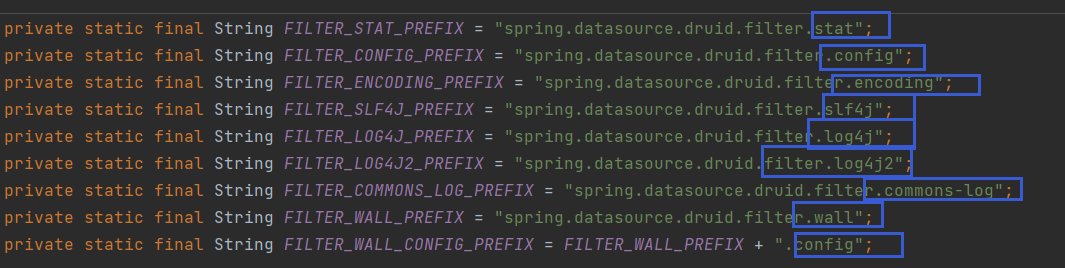 private static final String FILTER_STAT_PREFIX = "spring.datasource.druid.filter.stat";
private static final String FILTER_CONFIG_PREFIX = "spring.datasource.druid.filter.config";
private static final String FILTER_ENCODING_PREFIX = "spring.datasource.druid.filter.encoding";
private static final String FILTER_SLF4J_PREFIX = "spring.datasource.druid.filter.slf4j";
private static final String FILTER_LOG4J_PREFIX = "spring.datasource.druid.filter.log4j";
private static final String FILTER_LOG4J2_PREFIX = "spring.datasource.druid.filter.log4j2";
private static final String FILTER_COMMONS_LOG_PREFIX = "spring.datasource.druid.filter.commons-log";
private static final String FILTER_WALL_PREFIX = "spring.datasource.druid.filter.wall";
private static final String FILTER_WALL_CONFIG_PREFIX = FILTER_WALL_PREFIX + ".config";